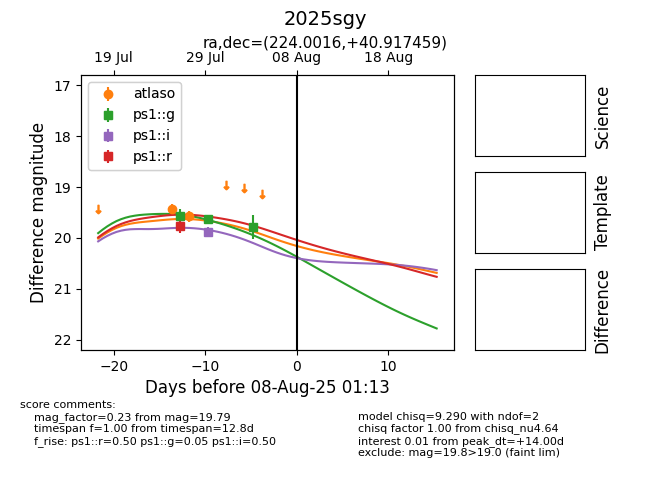 2025sgy
ra,dec=(224.0016,+40.917459)
19 Jul 29 Jul 08 Aug 18 Aug
17
18
19
20
21
22
Difference magnitude
atlaso
ps1::g
ps1::i
ps1::r
−20 −10 0 10
Days before 08-Aug-25 01:13
Science
Template
Difference
score comments:
mag_factor=0.23 from mag=19.79
timespan f=1.00 from timespan=12.8d
f_rise: ps1::r=0.50 ps1::g=0.05 ps1::i=0.50
model chisq=9.290 with ndof=2
chisq factor 1.00 from chisq_nu4.64
interest 0.01 from peak_dt=+14.00d
exclude: mag=19.8>19.0 (faint lim)